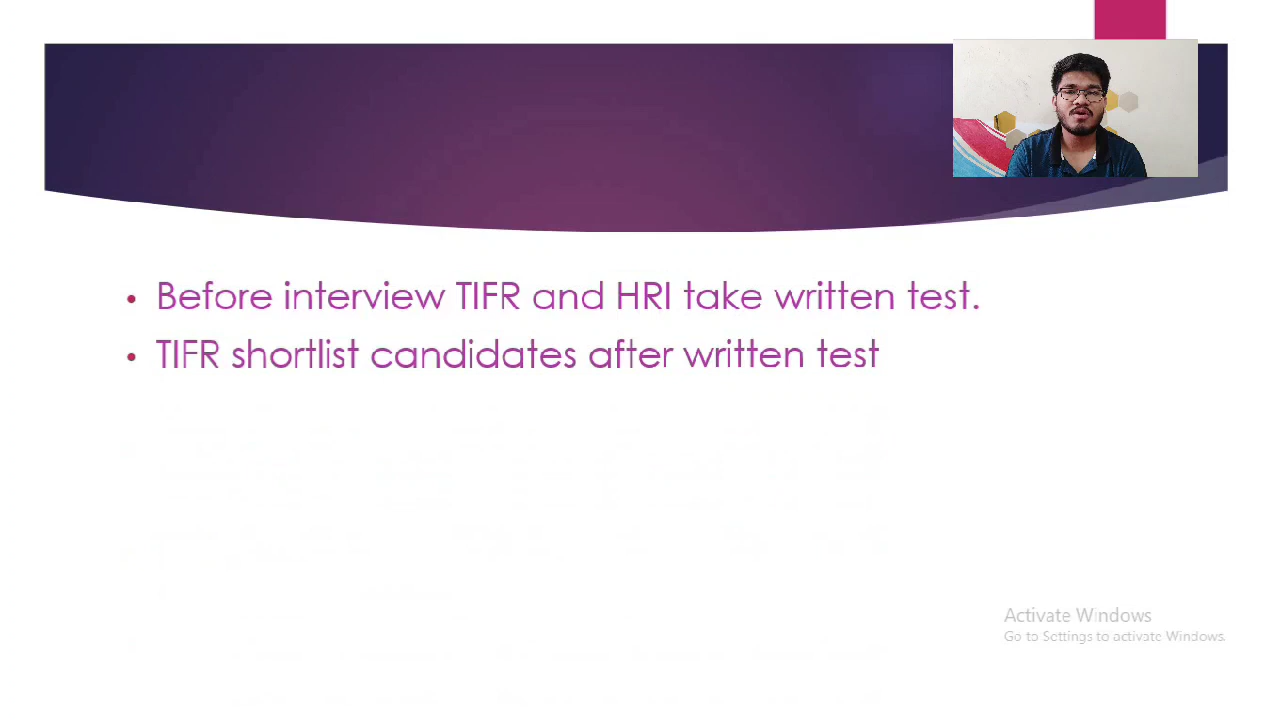 • Before interview TIFR and HRI take written test.
• TIFR shortlist candidates after written test
Activate Windows
Go to Settings to activate Windows.